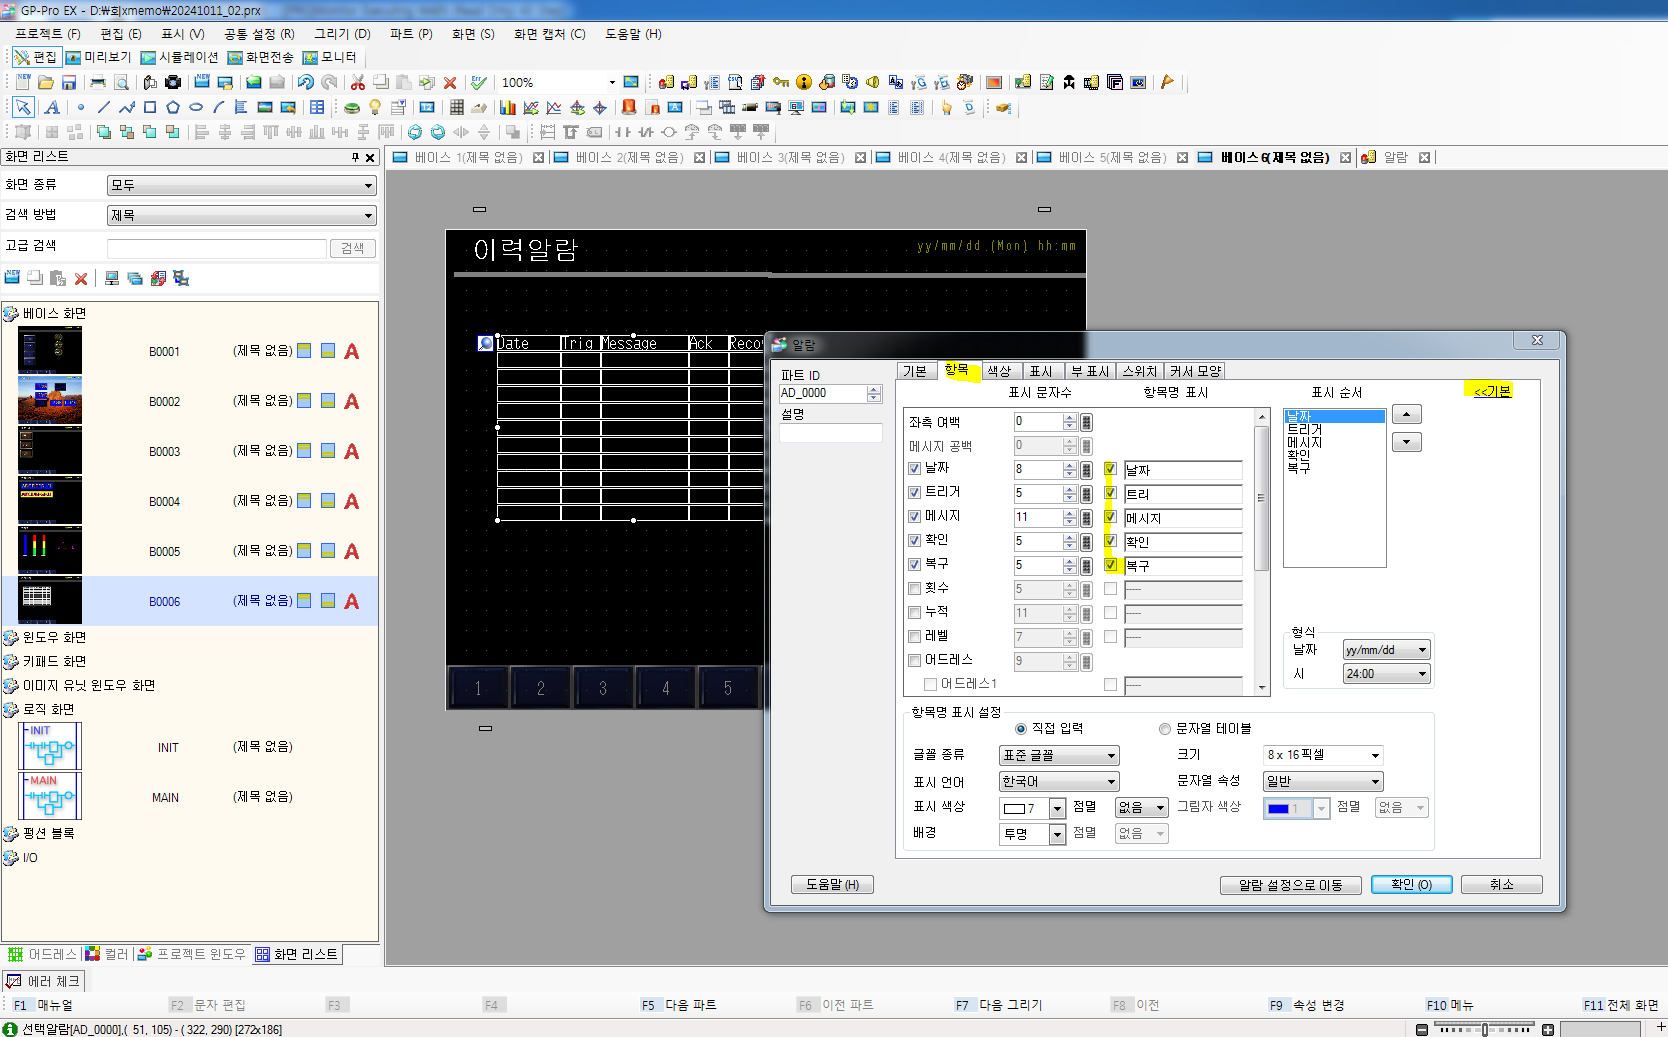 GP-Pro EX - D:₩회xmemo₩20241011_02.prx
프로젝트 (F) 편집 (E) 표시 (V) 공통 설정 (R) 그리기 (D) 파트 (P) 화면 (S) 화면 캡처 (C) 도움말 (H)
편집 미리보기 시뮬레이션 화면전송 모니터
100%
화면 리스트
베이스 1(제목 없음) 베이스 2(제목 없음) 베이스 3(제목 없음) 베이스 4(제목 없음) 베이스 5(제목 없음) 베이스6(제목 없음) 알람
화면 종류 모두
검색 방법 제목
고급 검색 검색
베이스 화면
B0001 (제목 없음) A
B0002 (제목 없음) A
B0003 (제목 없음) A
B0004 (제목 없음) A
B0005 (제목 없음) A
B0006 (제목 없음) A
윈도우 화면
키패드 화면
이미지 유닛 윈도우 화면
로직 화면
INIT INIT (제목 없음)
MAIN MAIN (제목 없음)
펑션 블록
I/O
어드레스 컬러 프로젝트 윈도우 화면 리스트
이력알람 yy/mm/dd (Mon) hh:mm
Date Trig Message Ack Reco
1 2 3 4 5
알람
파트 ID
AD_0000
설명
기본 항목 색상 표시 부 표시 스위치 커서 모양
표시 문자수 항목명 표시 표시 순서 <<기본
좌측 여백 0
메시지 공백 0
날짜 8 날짜
트리거 5 트리
메시지 11 메시지
확인 5 확인
복구 5 복구
횟수 5 -----
누적 11 -----
레벨 7 -----
어드레스 9
어드레스1 -----
날짜
트리거
메시지
확인
복구
형식
날짜 yy/mm/dd
시 24:00
항목명 표시 설정
직접 입력 문자열 테이블
글꼴 종류 표준 글꼴 크기 8 x 16 픽셀
표시 언어 한국어 문자열 속성 일반
표시 색상 7 점멸 없음 그림자 색상 1 점멸 없음
배경 투명 점멸 없음
도움말 (H) 알람 설정으로 이동 확인 (O) 취소
에러 체크
F1 매뉴얼 F2 문자 편집 F3 F4 F5 다음 파트 F6 이전 파트 F7 다음 그리기 F8 이전 F9 속성 변경 F10 메뉴 F11 전체 화면
선택알람[AD_0000],( 51, 105) - ( 322, 290) [272x186]